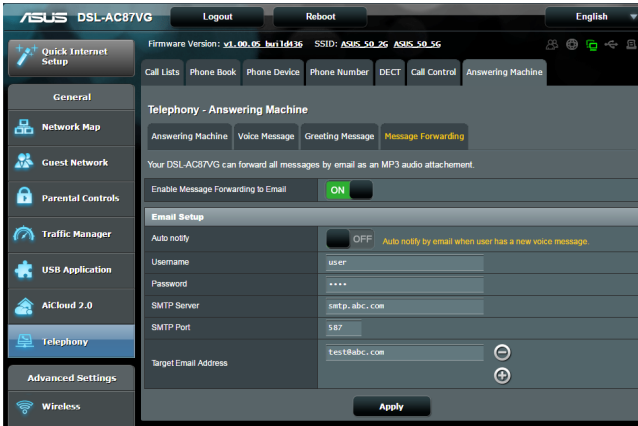 ASUS DSL-AC87VG Logout Reboot English
Quick Internet Setup
Firmware Version: v1.00.05_build436 SSID: ASUS_50_2G ASUS_50_5G
Call Lists Phone Book Phone Device Phone Number DECT Call Control Answering Machine
General
Network Map
Guest Network
Parental Controls
Traffic Manager
USB Application
AiCloud 2.0
Telephony
Advanced Settings
Wireless
Telephony - Answering Machine
Answering Machine Voice Message Greeting Message Message Forwarding
Your DSL-AC87VG can forward all messages by email as an MP3 audio attachement.
Enable Message Forwarding to Email ON
Email Setup
Auto notify OFF Auto notify by email when user has a new voice message.
Username user
Password ••••
SMTP Server smtp.abc.com
SMTP Port 587
Target Email Address test@abc.com
Apply